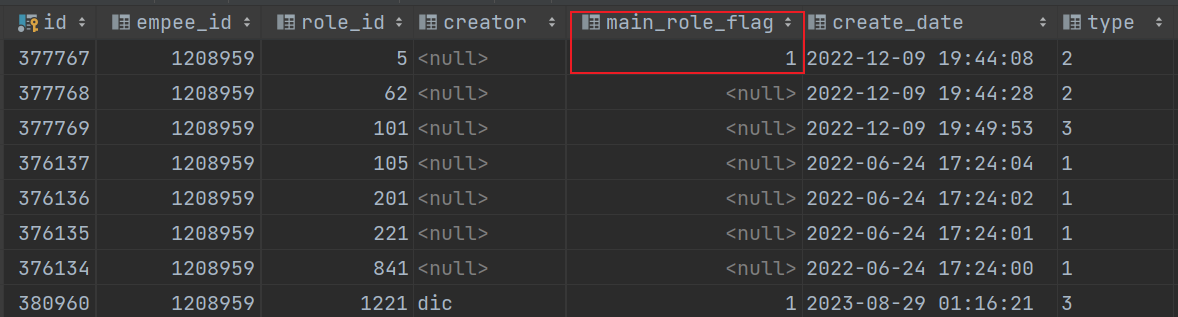 id empee_id role_id creator main_role_flag create_date type
377767 1208959 5 <null> 1 2022-12-09 19:44:08 2
377768 1208959 62 <null> <null> 2022-12-09 19:44:28 2
377769 1208959 101 <null> <null> 2022-12-09 19:49:53 3
376137 1208959 105 <null> <null> 2022-06-24 17:24:04 1
376136 1208959 201 <null> <null> 2022-06-24 17:24:02 1
376135 1208959 221 <null> <null> 2022-06-24 17:24:01 1
376134 1208959 841 <null> <null> 2022-06-24 17:24:00 1
380960 1208959 1221 dic 1 2023-08-29 01:16:21 3